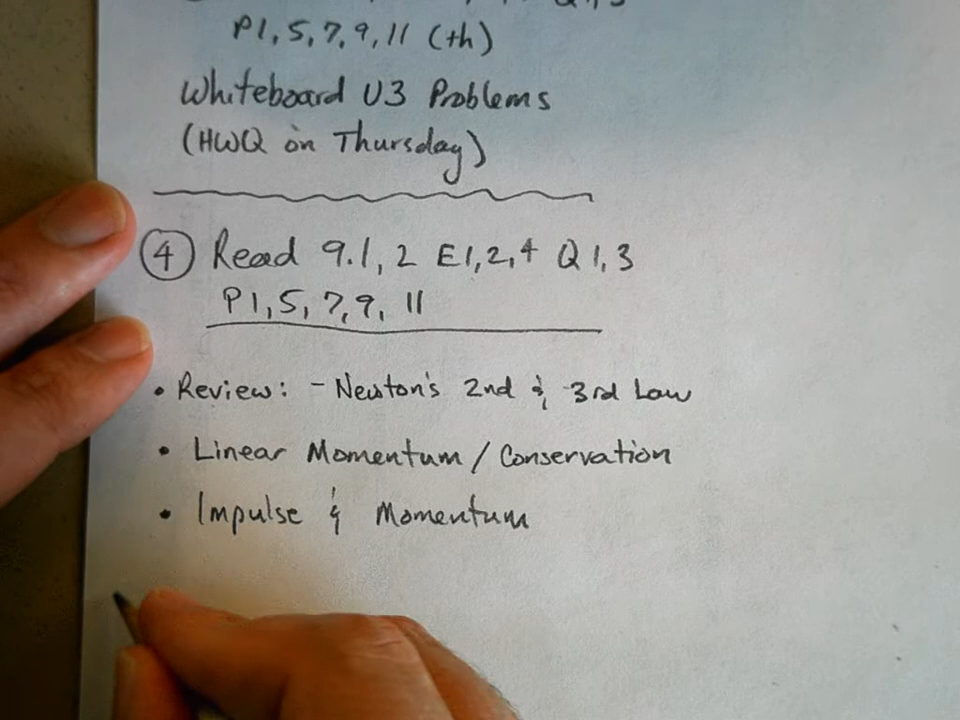 P1, 5, 7, 9, 11 (th)
Whiteboard U3 Problems
(HWQ on Thursday)
4 Read 9.1, 2 E1, 2, 4 Q 1, 3
P1, 5, 7, 9, 11
• Review: - Newton's 2nd & 3rd Law
• Linear Momentum / Conservation
• Impulse & Momentum